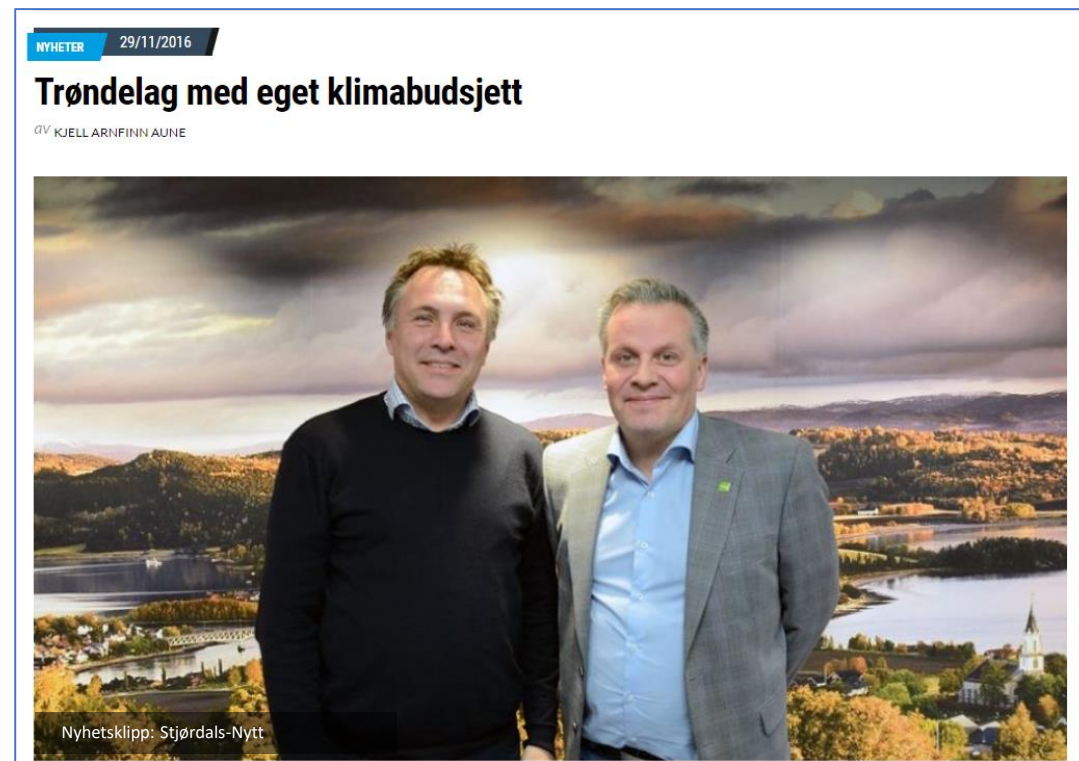 NYHETER 29/11/2016
Trøndelag med eget klimabudsjett
av KJELL ARNFINN AUNE
Nyhetsklipp: Stjørdals-Nytt